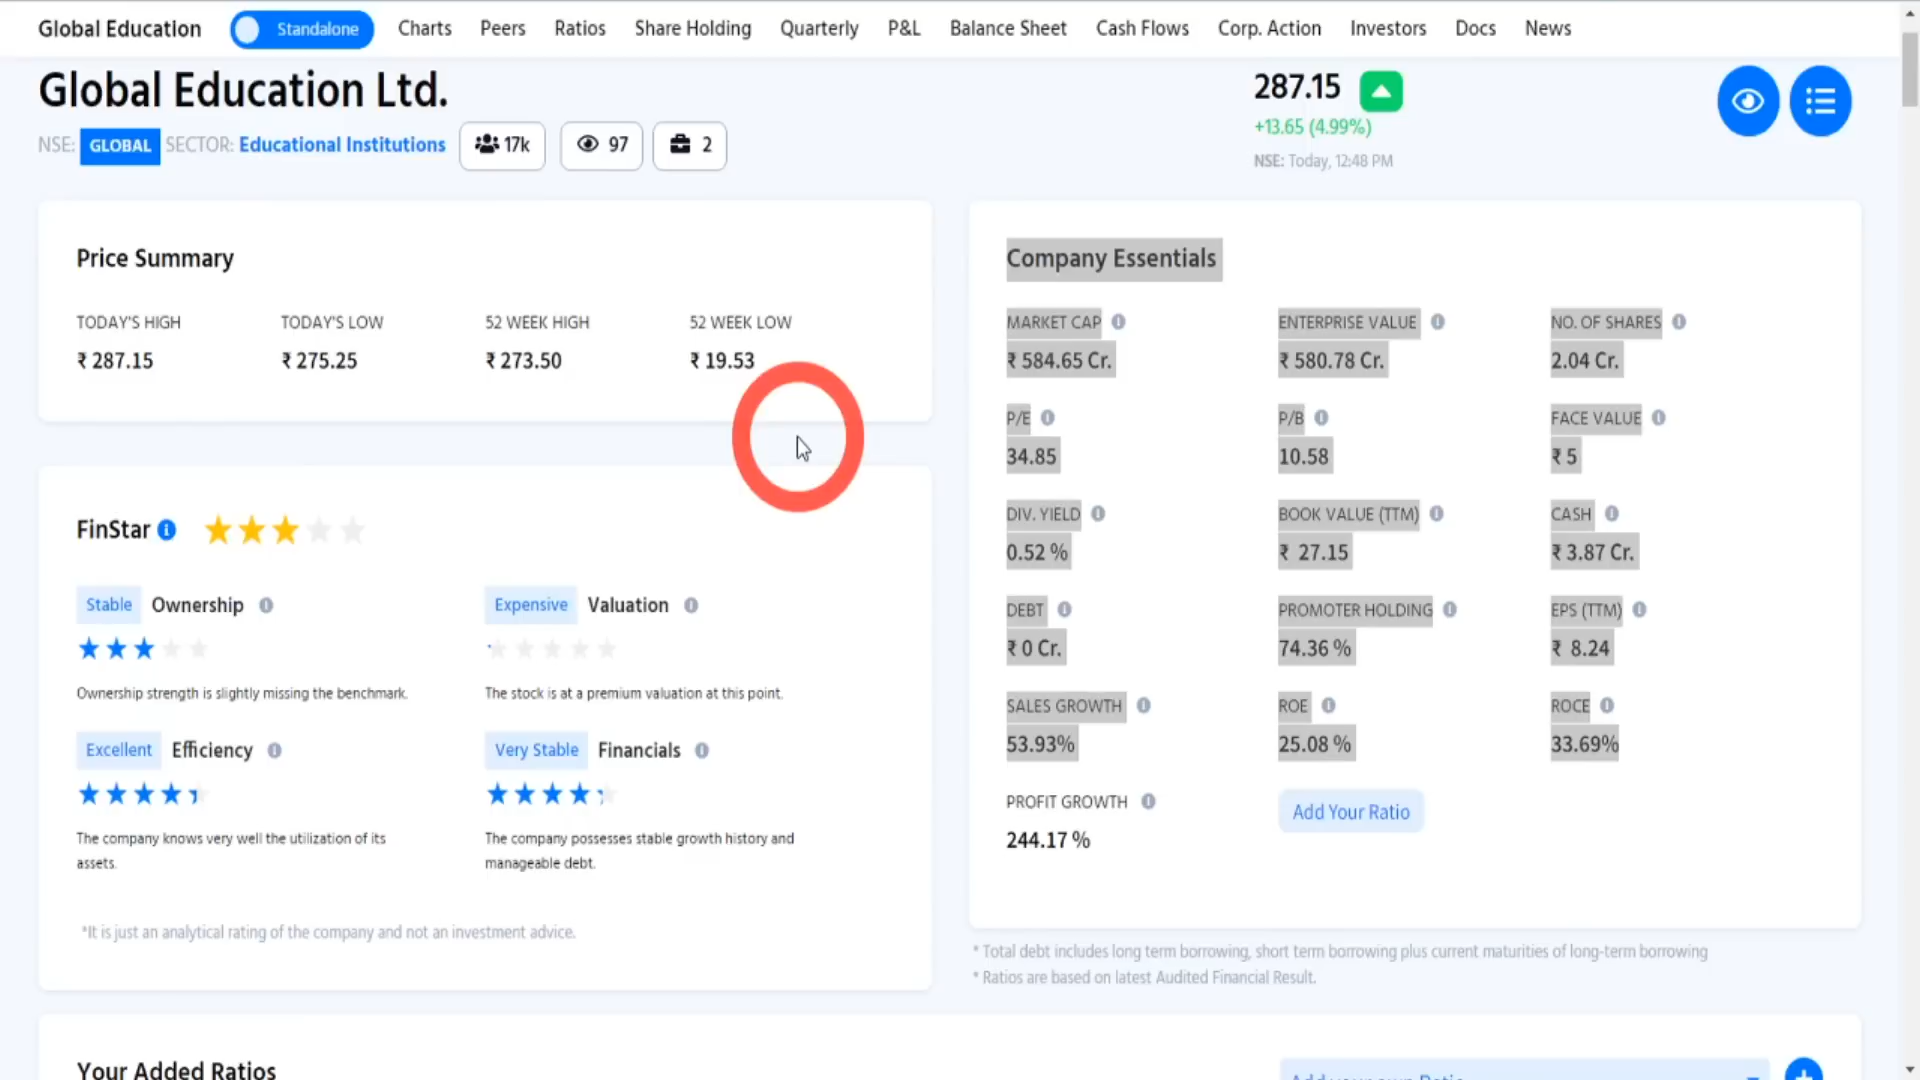 Global Education Standalone Charts Peers Ratios Share Holding Quarterly P&L Balance Sheet Cash Flows Corp. Action Investors Docs News
Global Education Ltd.
NSE: GLOBAL SECTOR: Educational Institutions 17k 97 2
287.15
+13.65 (4.99%)
NSE: Today, 12:48 PM
Price Summary
TODAY'S HIGH TODAY'S LOW 52 WEEK HIGH 52 WEEK LOW
₹ 287.15 ₹ 275.25 ₹ 273.50 ₹ 19.53
FinStar
Stable Ownership
Expensive Valuation
Ownership strength is slightly missing the benchmark.
The stock is at a premium valuation at this point.
Excellent Efficiency
Very Stable Financials
The company knows very well the utilization of its
assets.
The company possesses stable growth history and
manageable debt.
*It is just an analytical rating of the company and not an investment advice.
Company Essentials
MARKET CAP ENTERPRISE VALUE NO. OF SHARES
₹ 584.65 Cr. ₹ 580.78 Cr. 2.04 Cr.
P/E P/B FACE VALUE
34.85 10.58 ₹ 5
DIV. YIELD BOOK VALUE (TTM) CASH
0.52 % ₹ 27.15 ₹ 3.87 Cr.
DEBT PROMOTER HOLDING EPS (TTM)
₹ 0 Cr. 74.36 % ₹ 8.24
SALES GROWTH ROE ROCE
53.93% 25.08 % 33.69%
PROFIT GROWTH
244.17 %
Add Your Ratio
* Total debt includes long term borrowing, short term borrowing plus current maturities of long-term borrowing
* Ratios are based on latest Audited Financial Result.
Your Added Ratios
Add your own Ratio